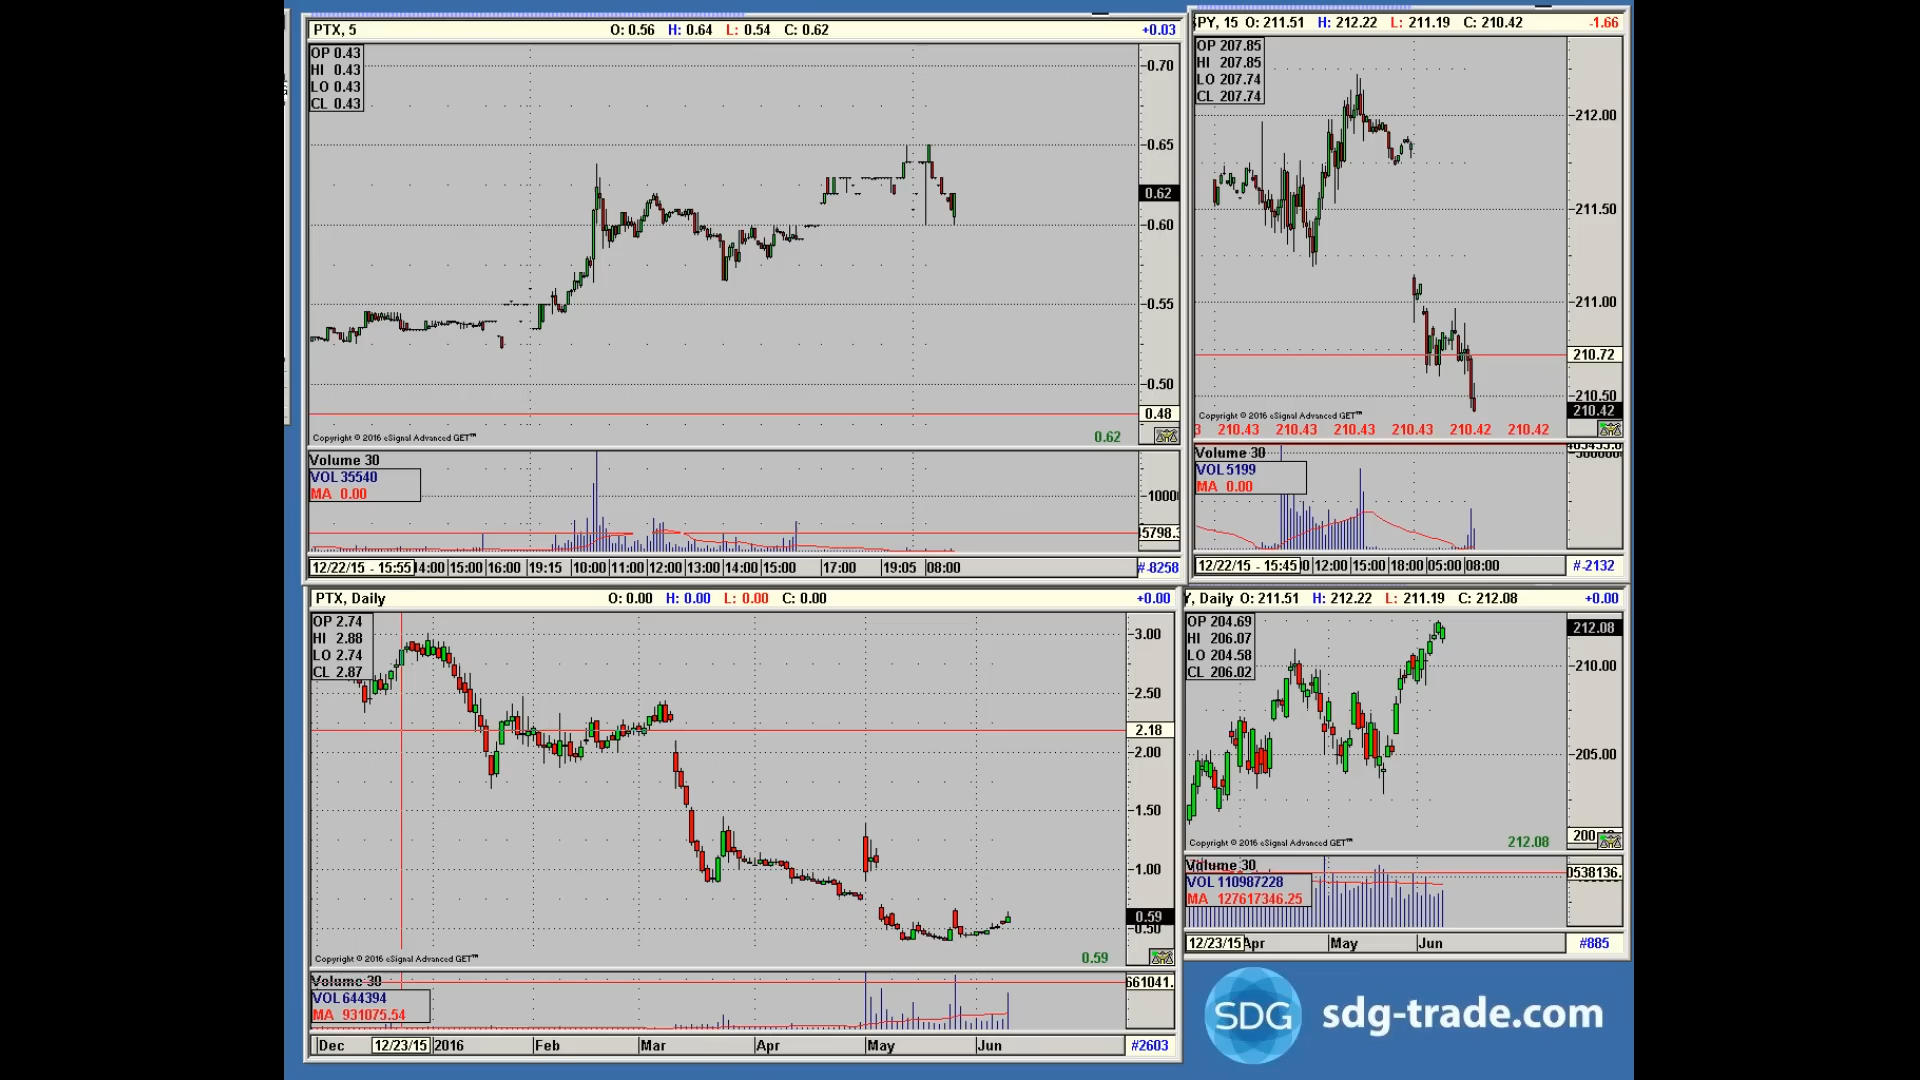 PTX, 5 O: 0.56 H: 0.64 L: 0.54 C: 0.62 +0.03
OP 0.43
HI 0.43
LO 0.43
CL 0.43
0.70
0.65
0.62
0.60
0.55
0.50
0.48
Copyright © 2016 eSignal Advanced GET™ 0.62
Volume 30
VOL 35540
MA 0.00
1000
12/22/15 - 15:55 14:00 15:00 16:00 19:15 10:00 11:00 12:00 13:00 14:00 15:00 17:00 19:05 08:00 #-8258
PY, 15 O: 211.51 H: 212.22 L: 211.19 C: 210.42 -1.66
OP 207.85
HI 207.85
LO 207.74
CL 207.74
212.00
211.50
211.00
210.72
210.50
210.42
Copyright © 2016 eSignal Advanced GET™
3 210.43 210.43 210.43 210.43 210.42 210.42
Volume 30
VOL 5199
MA 0.00
12/22/15 - 15:45 0 12:00 15:00 18:00 05:00 08:00 #-2132
PTX, Daily O: 0.00 H: 0.00 L: 0.00 C: 0.00 +0.00
OP 2.74
HI 2.88
LO 2.74
CL 2.87
3.00
2.50
2.18
2.00
1.50
1.00
0.59
0.50
Copyright © 2016 eSignal Advanced GET™ 0.59
Volume 30
VOL 644394
MA 931075.54
661041.
Dec 12/23/15 2016 Feb Mar Apr May Jun #2603
Y, Daily O: 211.51 H: 212.22 L: 211.19 C: 212.08 +0.00
OP 204.69
HI 206.07
LO 204.58
CL 206.02
212.08
210.00
205.00
Copyright © 2016 eSignal Advanced GET™ 212.08
Volume 30
VOL 110987228
MA 127617346.25
0538136.
12/23/15 Apr May Jun #885
SDG sdg-trade.com